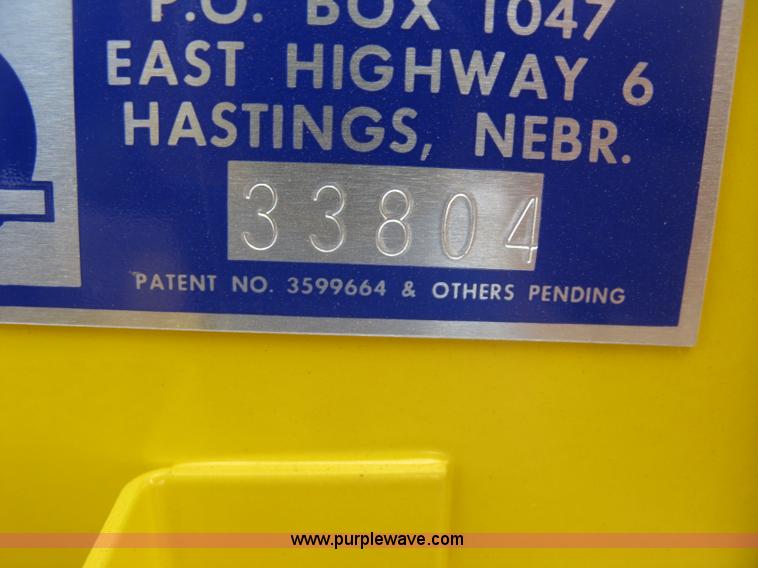 P.O. BOX 1047
EAST HIGHWAY 6
HASTINGS, NEBR.
33804
PATENT NO. 3599664 & OTHERS PENDING
www.purplewave.com